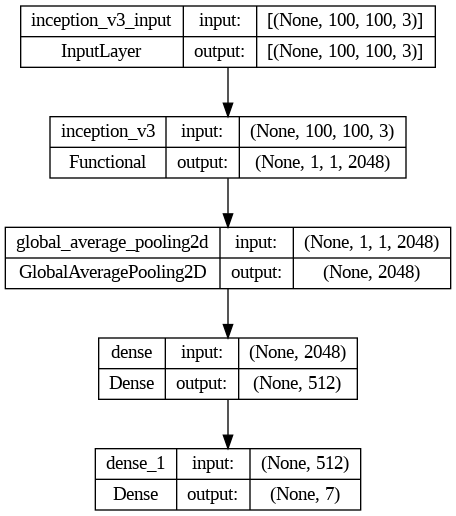 inception_v3_input input: [(None, 100, 100, 3)]
InputLayer output: [(None, 100, 100, 3)]
inception_v3 input: (None, 100, 100, 3)
Functional output: (None, 1, 1, 2048)
global_average_pooling2d input: (None, 1, 1, 2048)
GlobalAveragePooling2D output: (None, 2048)
dense input: (None, 2048)
Dense output: (None, 512)
dense_1 input: (None, 512)
Dense output: (None, 7)